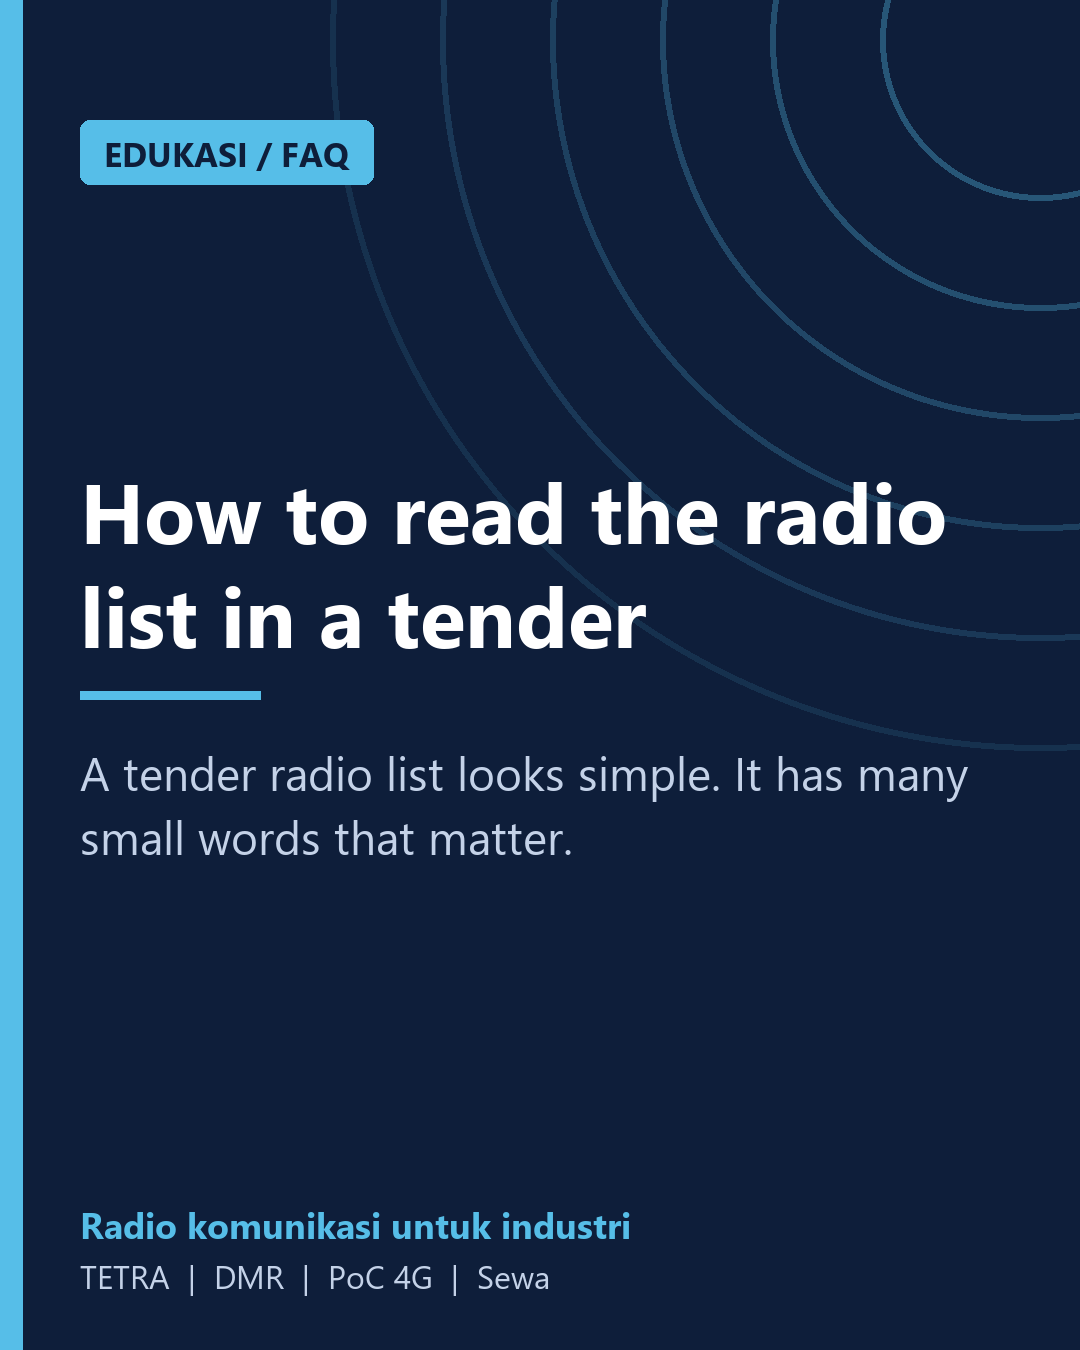 EDUKASI / FAQ
How to read the radio
list in a tender
A tender radio list looks simple. It has many
small words that matter.
Radio komunikasi untuk industri
TETRA | DMR | PoC 4G | Sewa